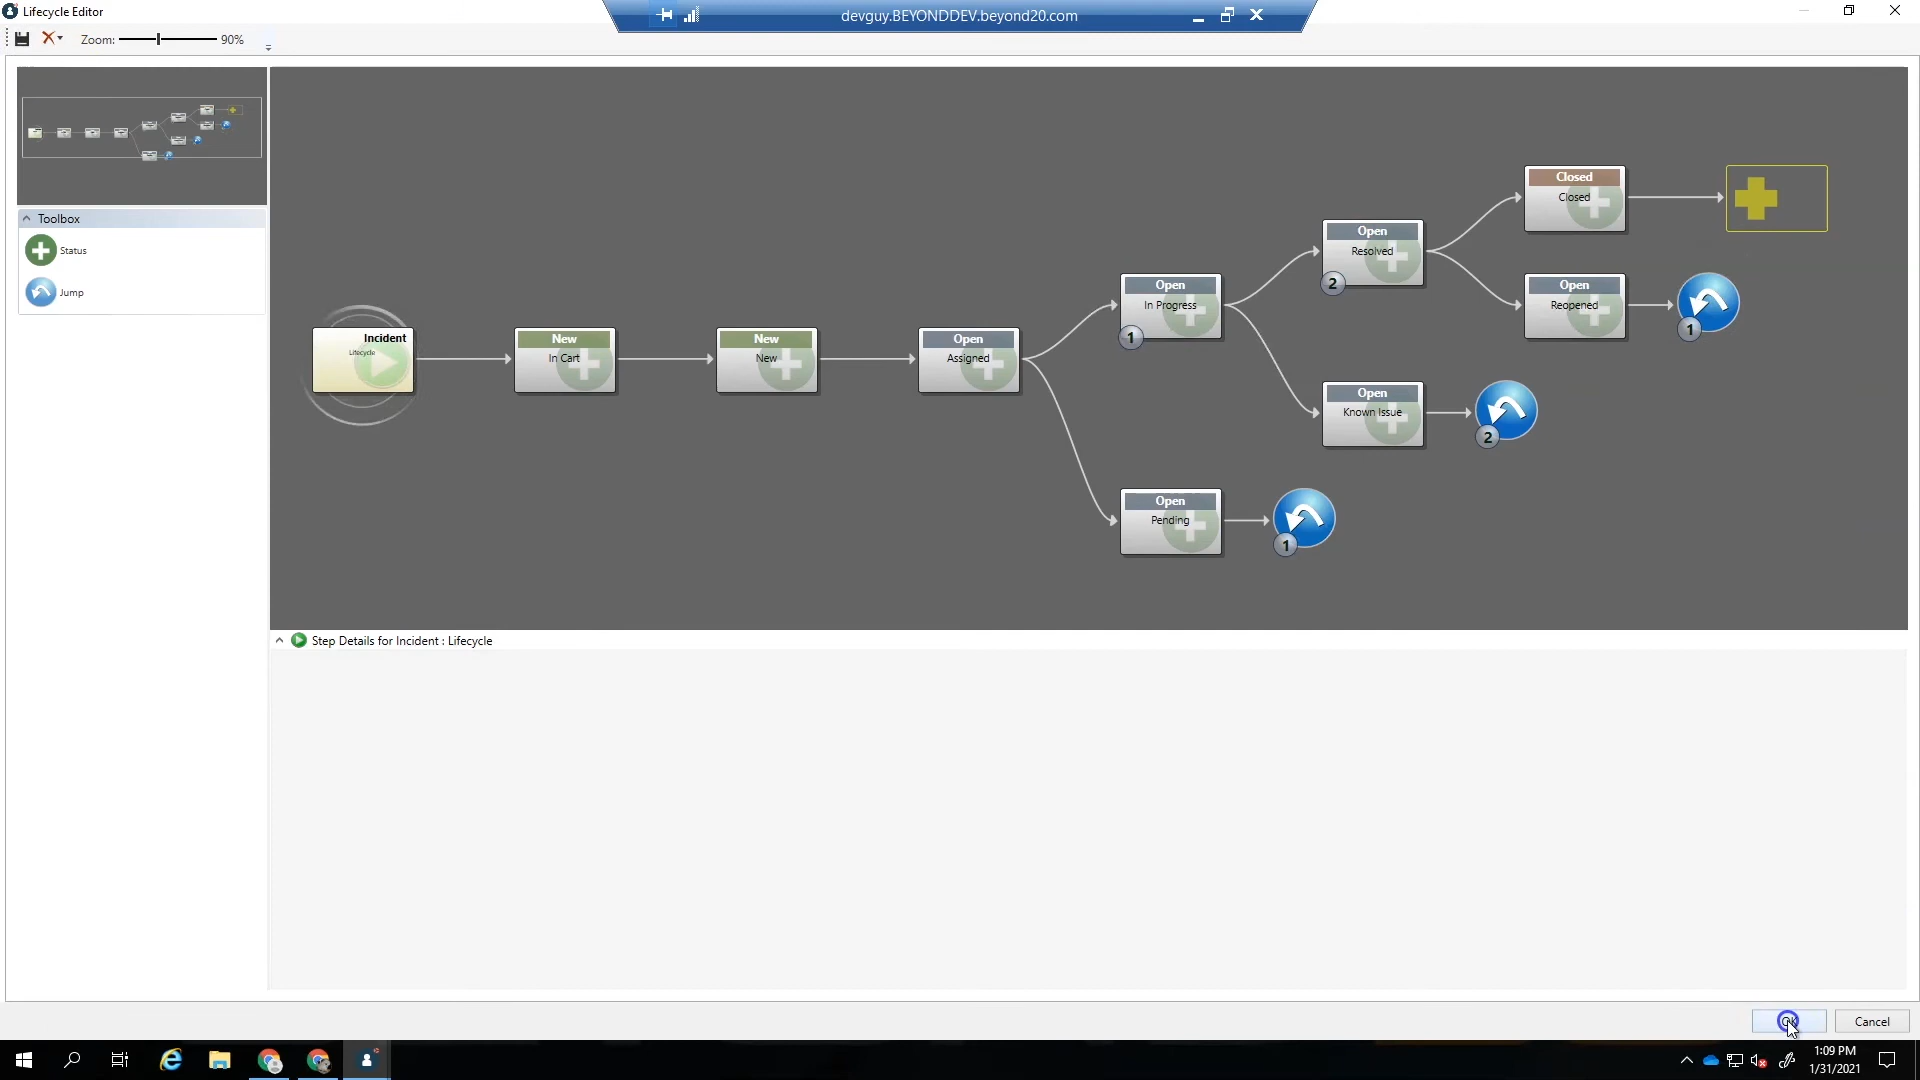 Lifecycle Editor
devguy.BEYONDDEV.beyond20.com
Zoom:
90%
Toolbox
Status
Jump
Incident
Lifecycle
New
In Cart
New
New
Open
Assigned
Open
In Progress
1
Open
Resolved
2
Closed
Closed
Open
Reopened
1
Open
Known Issue
2
Open
Pending
1
Step Details for Incident : Lifecycle
OK
Cancel
1:09 PM
1/31/2021